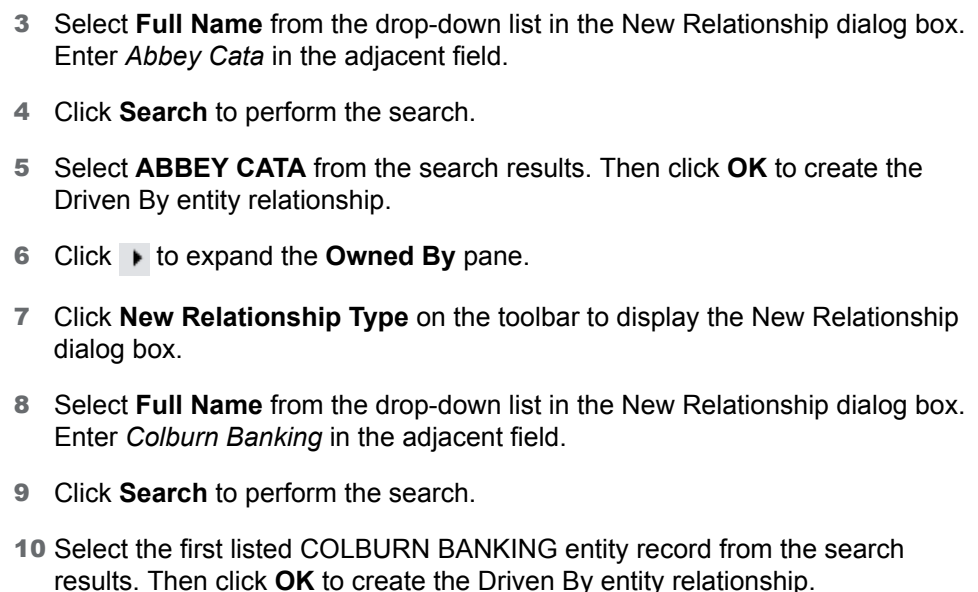 3 Select Full Name from the drop-down list in the New Relationship dialog box.
Enter Abbey Cata in the adjacent field.
4 Click Search to perform the search.
5 Select ABBEY CATA from the search results. Then click OK to create the
Driven By entity relationship.
6 Click to expand the Owned By pane.
7 Click New Relationship Type on the toolbar to display the New Relationship
dialog box.
8 Select Full Name from the drop-down list in the New Relationship dialog box.
Enter Colburn Banking in the adjacent field.
9 Click Search to perform the search.
10 Select the first listed COLBURN BANKING entity record from the search
results. Then click OK to create the Driven By entity relationship.